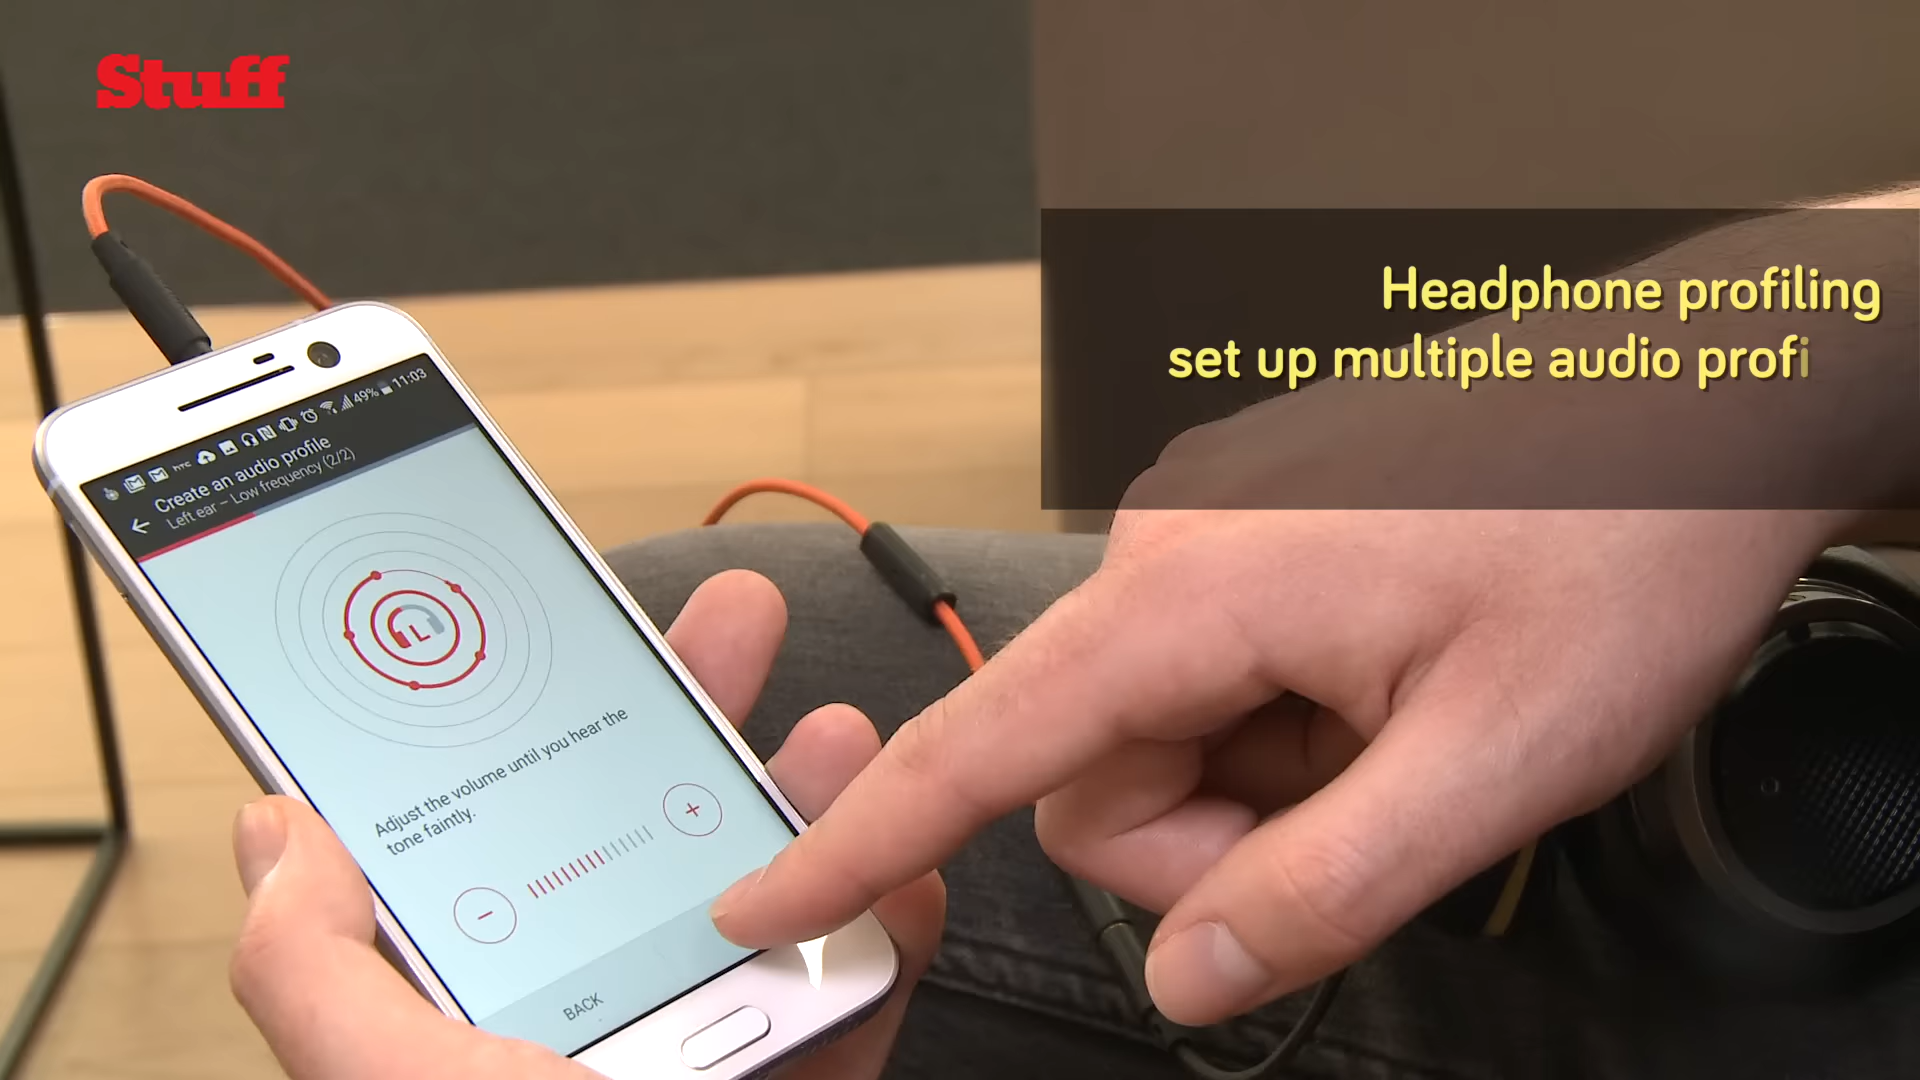 Stuff
Headphone profiling
set up multiple audio profi
htc
49% 11:03
Create an audio profile
Left ear – Low frequency (2/2)
L
Adjust the volume until you hear the
tone faintly.
+
−
BACK